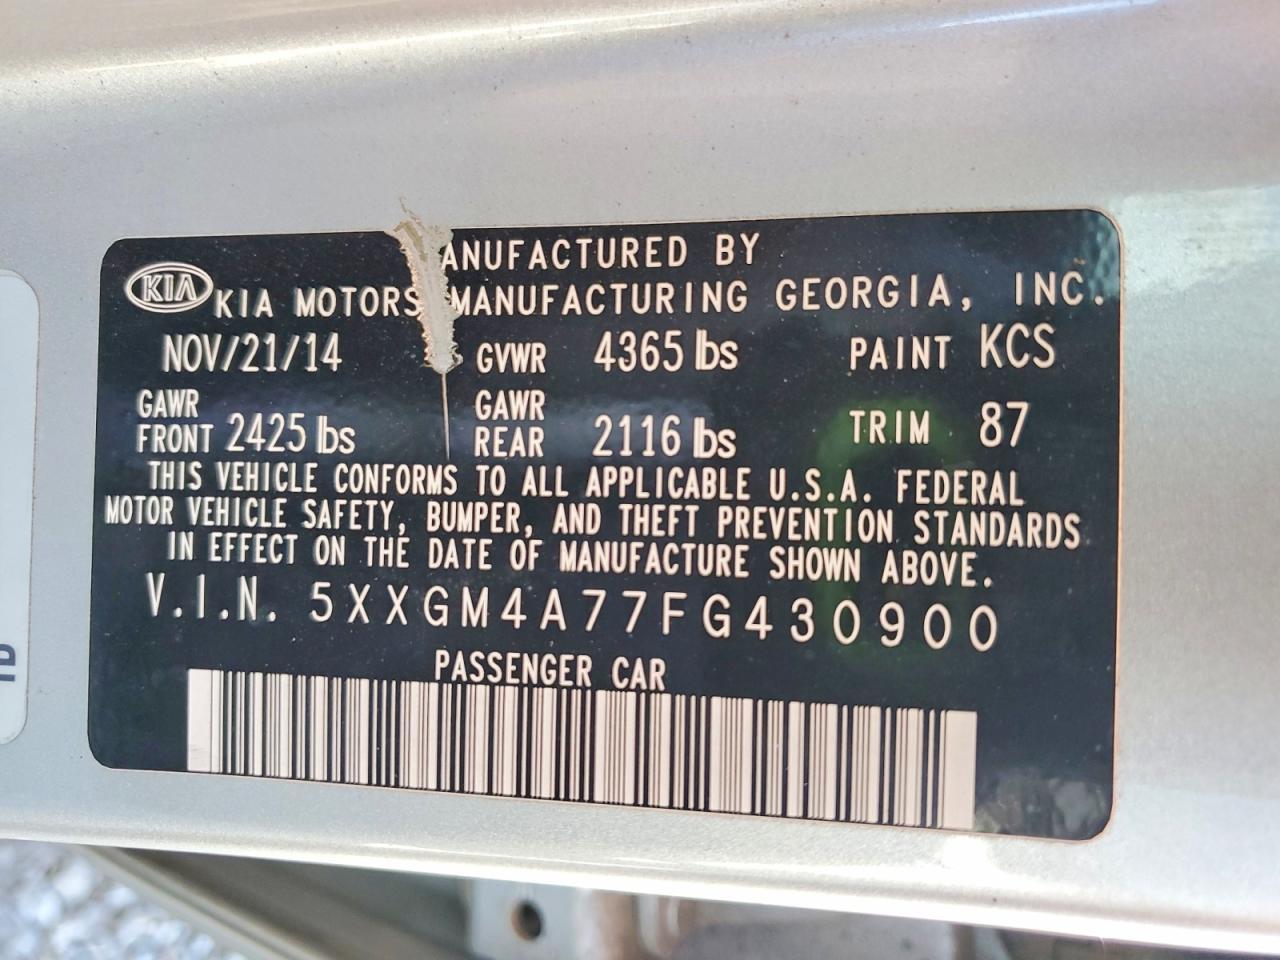 ANUFACTURED BY
KIA KIA MOTORS MANUFACTURING GEORGIA, INC.
NOV/21/14 GVWR 4365 lbs PAINT KCS
GAWR FRONT 2425 lbs GAWR REAR 2116 lbs TRIM 87
THIS VEHICLE CONFORMS TO ALL APPLICABLE U.S.A. FEDERAL
MOTOR VEHICLE SAFETY, BUMPER, AND THEFT PREVENTION STANDARDS
IN EFFECT ON THE DATE OF MANUFACTURE SHOWN ABOVE.
V.I.N. 5XXGM4A77FG430900
PASSENGER CAR